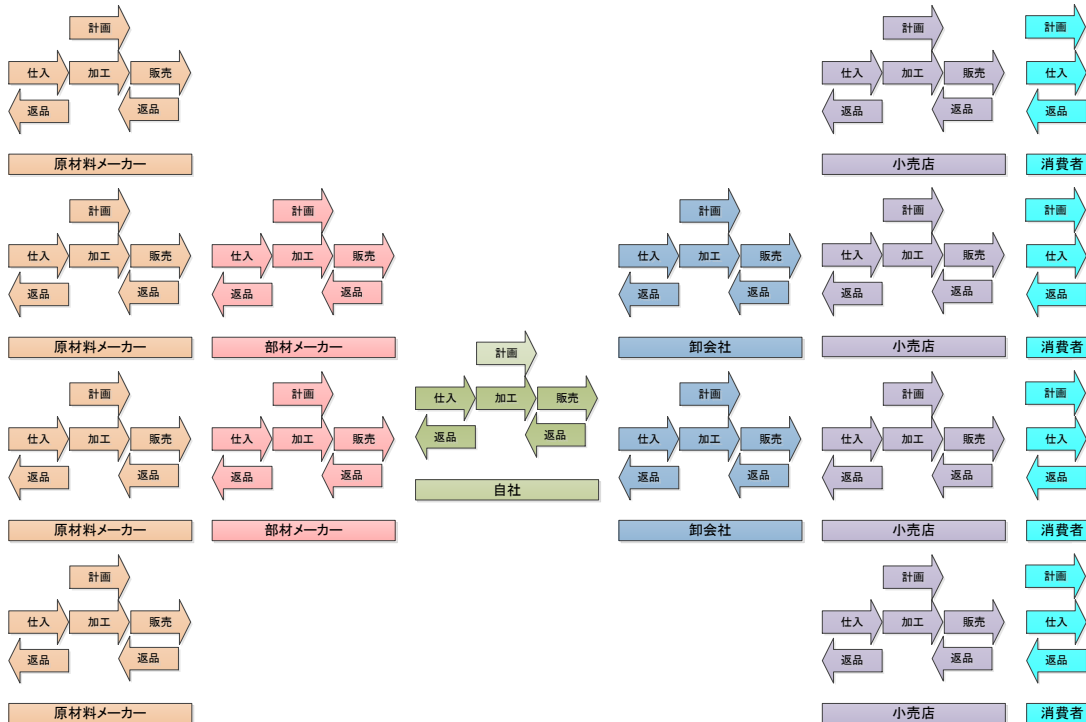 計画
仕入 加工 販売
返品 返品
原材料メーカー
計画
仕入 加工 販売
返品 返品
小売店
計画
仕入
返品
消費者
計画
仕入 加工 販売
返品 返品
原材料メーカー
計画
仕入 加工 販売
返品 返品
部材メーカー
計画
仕入 加工 販売
返品 返品
卸会社
計画
仕入 加工 販売
返品 返品
小売店
計画
仕入
返品
消費者
計画
仕入 加工 販売
返品 返品
自社
計画
仕入 加工 販売
返品 返品
原材料メーカー
計画
仕入 加工 販売
返品 返品
部材メーカー
計画
仕入 加工 販売
返品 返品
卸会社
計画
仕入 加工 販売
返品 返品
小売店
計画
仕入
返品
消費者
計画
仕入 加工 販売
返品 返品
原材料メーカー
計画
仕入 加工 販売
返品 返品
小売店
計画
仕入
返品
消費者